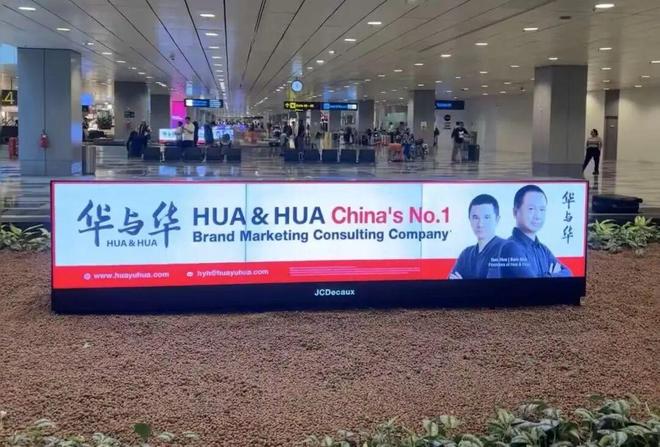 华与华
HUA & HUA
HUA & HUA China's No.1
Brand Marketing Consulting Company
www.huayuhua.com
hyh@huayuhua.com
华与华
JCDecaux